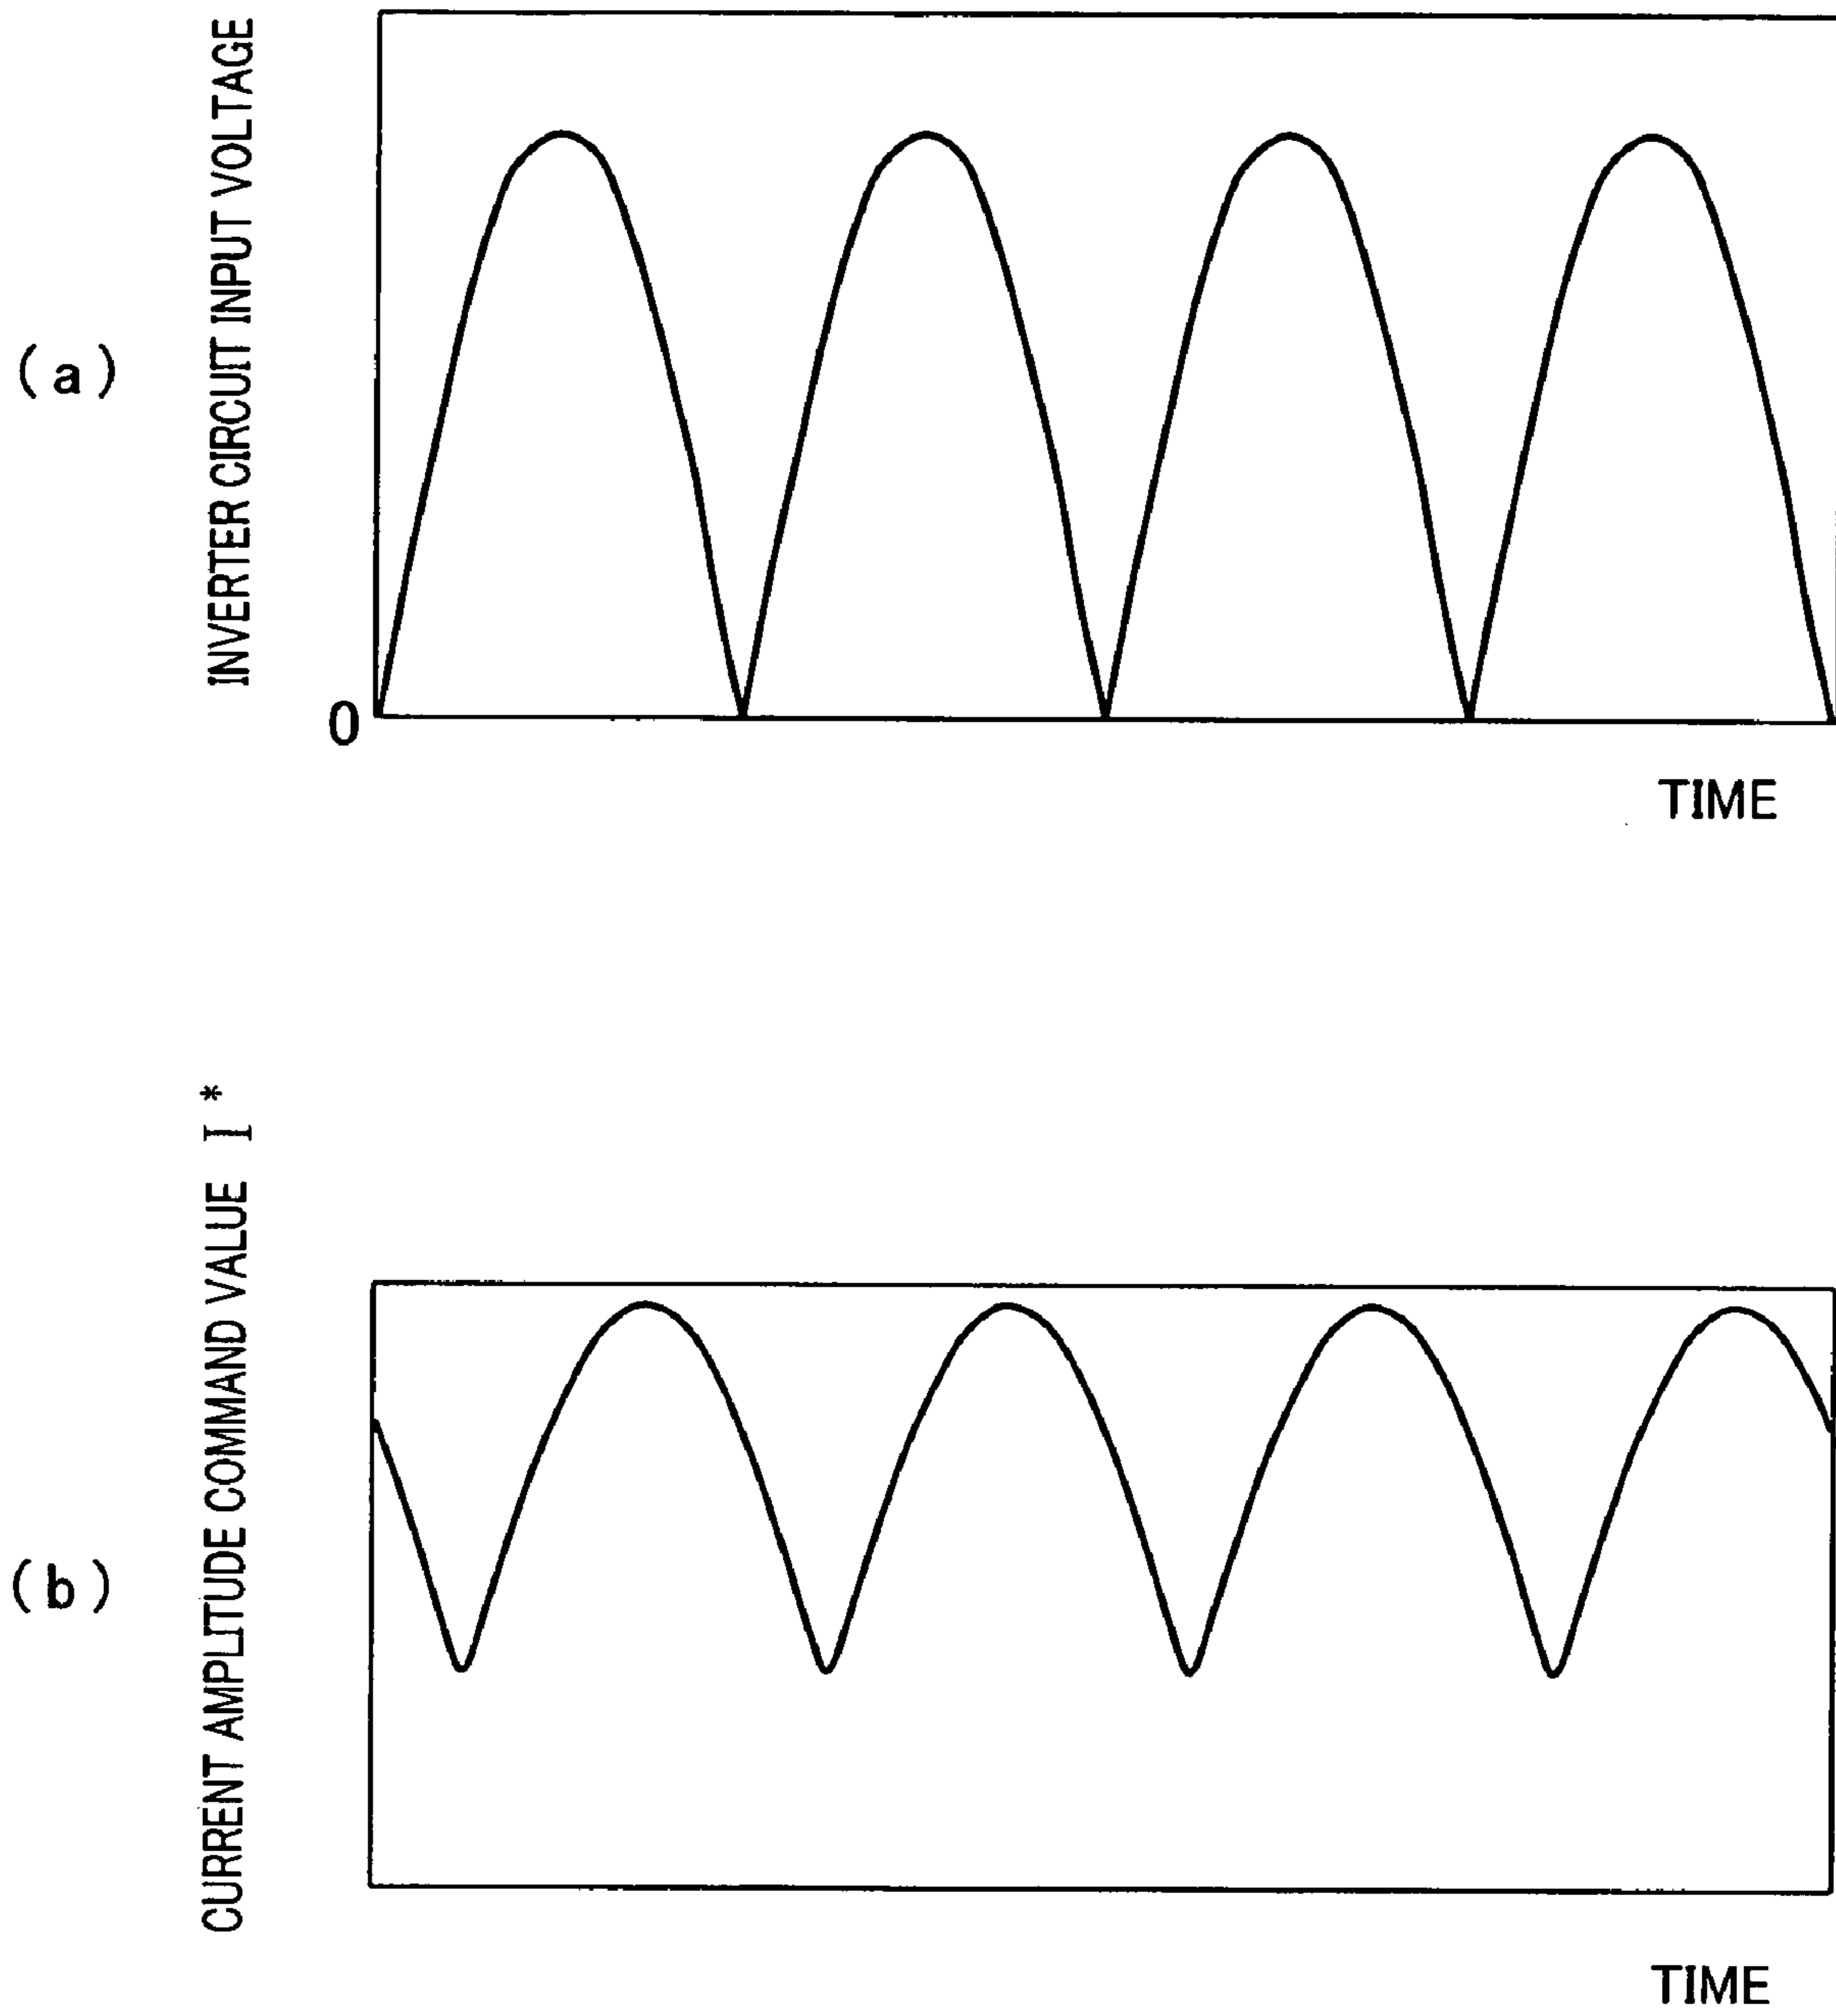 (a)
INVERTER CIRCUIT INPUT VOLTAGE
0
TIME
(b)
CURRENT AMPLITUDE COMMAND VALUE I *
TIME